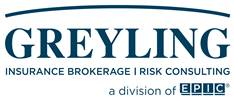 GREYLING
INSURANCE BROKERAGE | RISK CONSULTING
a division of EPIC®